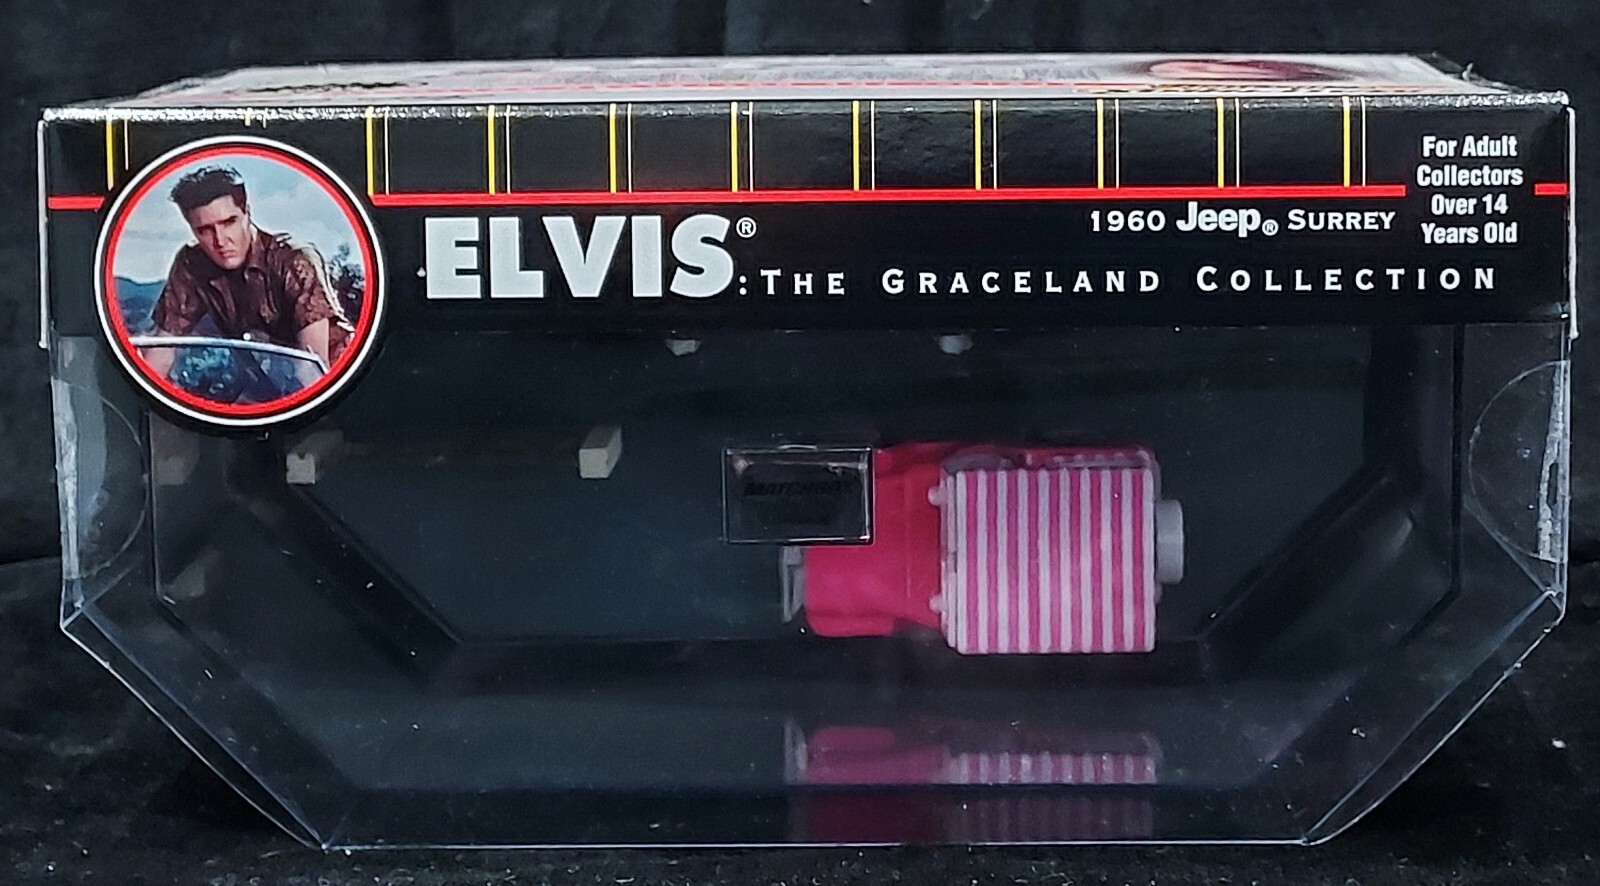 ELVIS®: THE GRACELAND COLLECTION
1960 Jeep® SURREY
For Adult
Collectors
Over 14
Years Old
MATCHBOX